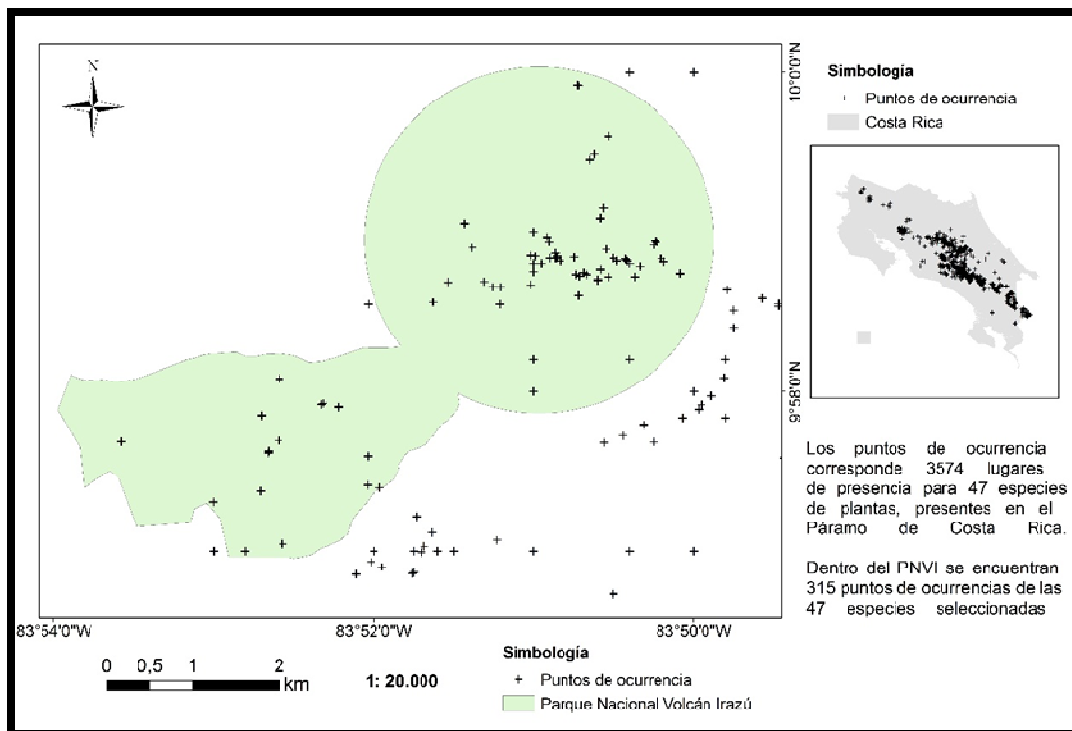 N
10°0'0"N
9°58'0"N
83°54'0"W
83°52'0"W
83°50'0"W
0 0,5 1 2
km
1: 20.000
Simbología
Puntos de ocurrencia
Parque Nacional Volcán Irazú
Simbología
Puntos de ocurrencia
Costa Rica
Los puntos de ocurrencia
corresponde 3574 lugares
de presencia para 47 especies
de plantas, presentes en el
Páramo de Costa Rica.
Dentro del PNVI se encuentran
315 puntos de ocurrencias de las
47 especies seleccionadas